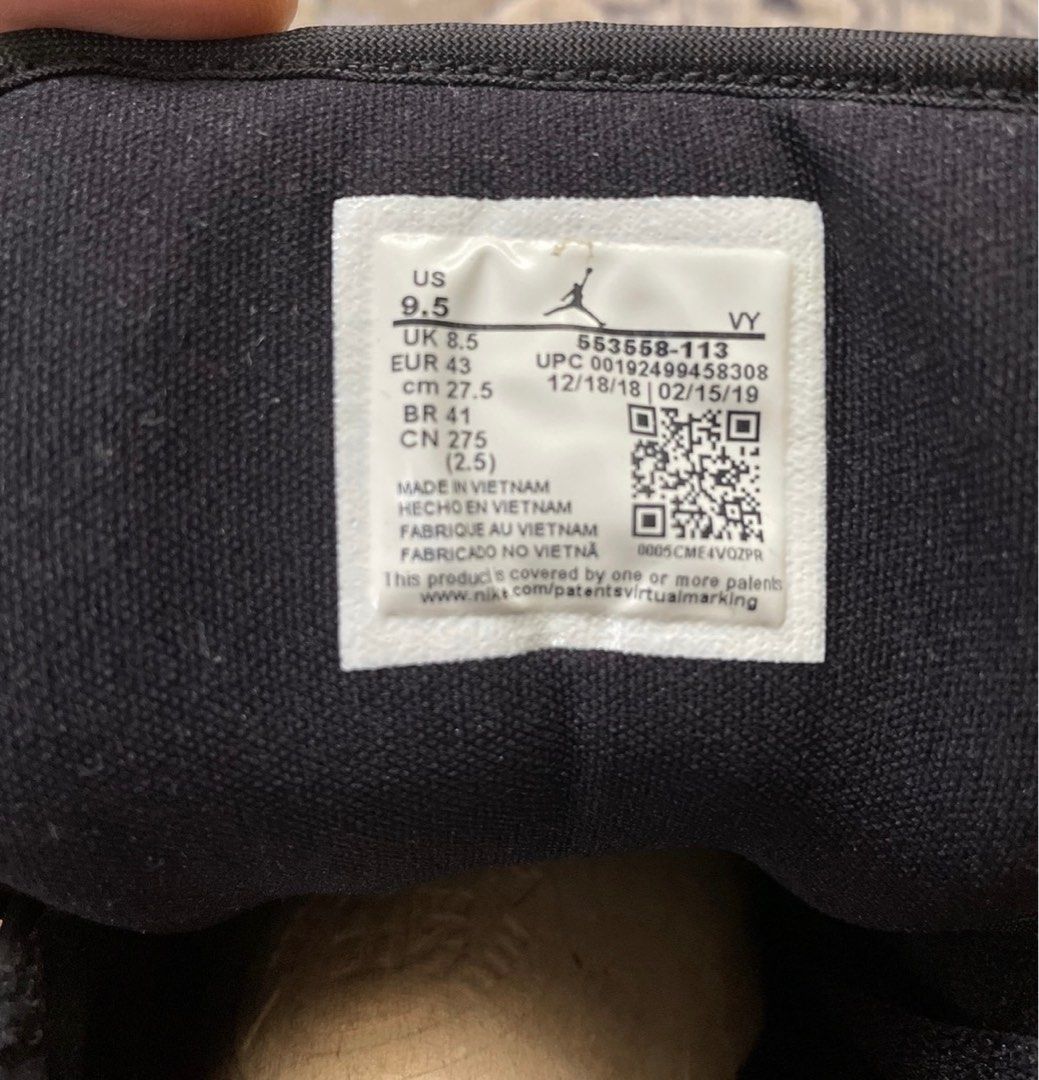 US
9.5
VY
UK 8.5
EUR 43
cm 27.5
BR 41
CN 275
(2.5)
553558-113
UPC 00192499458308
12/18/18 | 02/15/19
MADE IN VIETNAM
HECHO EN VIETNAM
FABRIQUE AU VIETNAM
FABRICADO NO VIETNÃ
0005CME4VOZPR
This product is covered by one or more patents
www.nike.com/patentsvirtualmarking